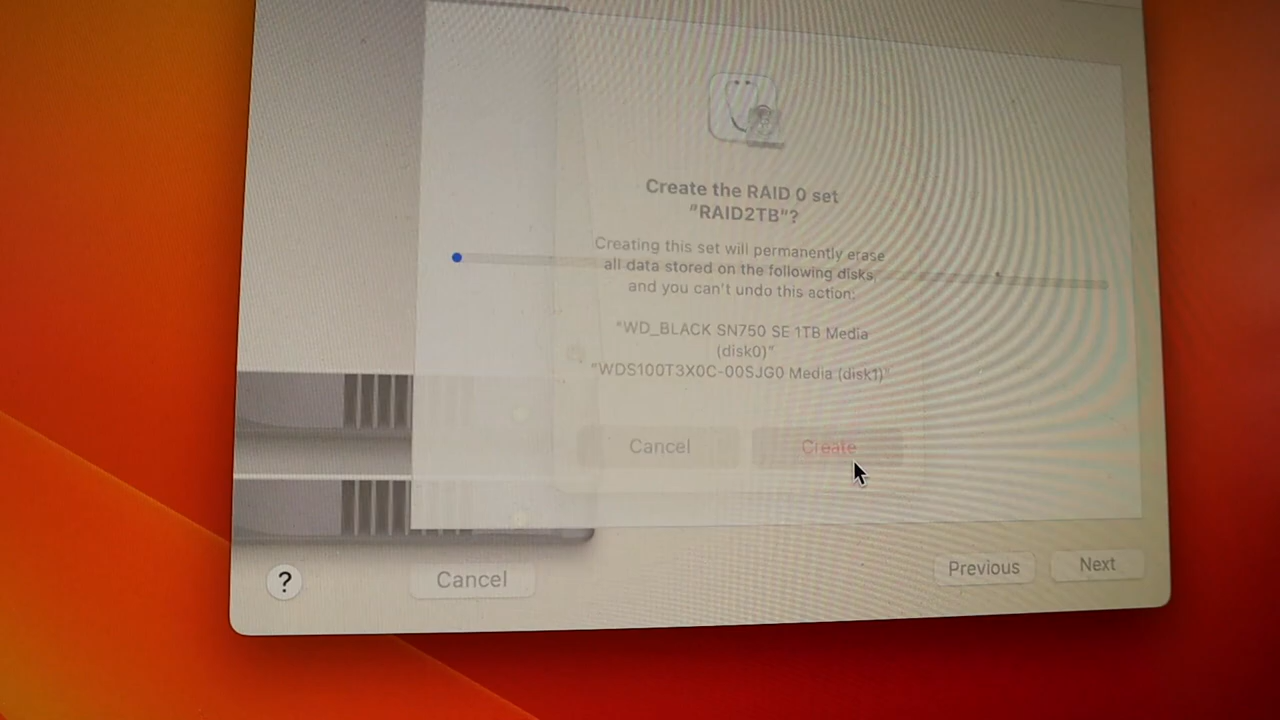 Create the RAID 0 set
"RAID2TB"?
Creating this set will permanently erase
all data stored on the following disks,
and you can't undo this action:
"WD_BLACK SN750 SE 1TB Media
(disk0)"
"WDS100T3X0C-00SJG0 Media (disk1)"
Cancel
Create
?
Cancel
Previous
Next